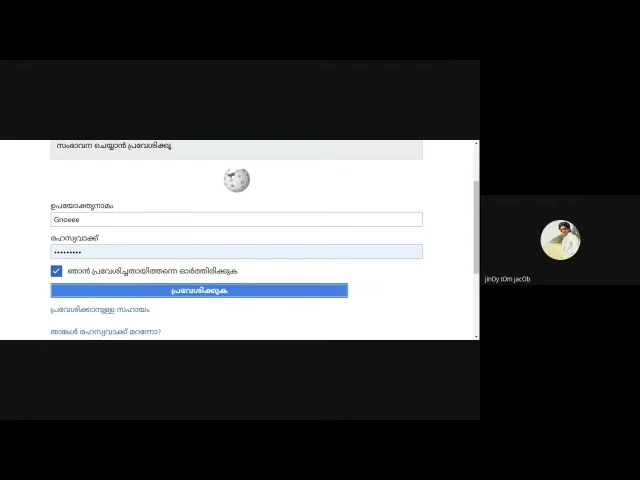 സംഭാവന ചെയ്യാൻ പ്രവേശിക്കൂ
ഉപയോക്തൃനാമം
Gnoeee
രഹസ്യവാക്ക്
•••••••••
ഞാൻ പ്രവേശിച്ചതായിത്തന്നെ ഓർത്തിരിക്കുക
പ്രവേശിക്കുക
പ്രവേശിക്കാനുള്ള സഹായം
താങ്കൾ രഹസ്യവാക്ക് മറന്നോ?
jin0y t0m jac0b